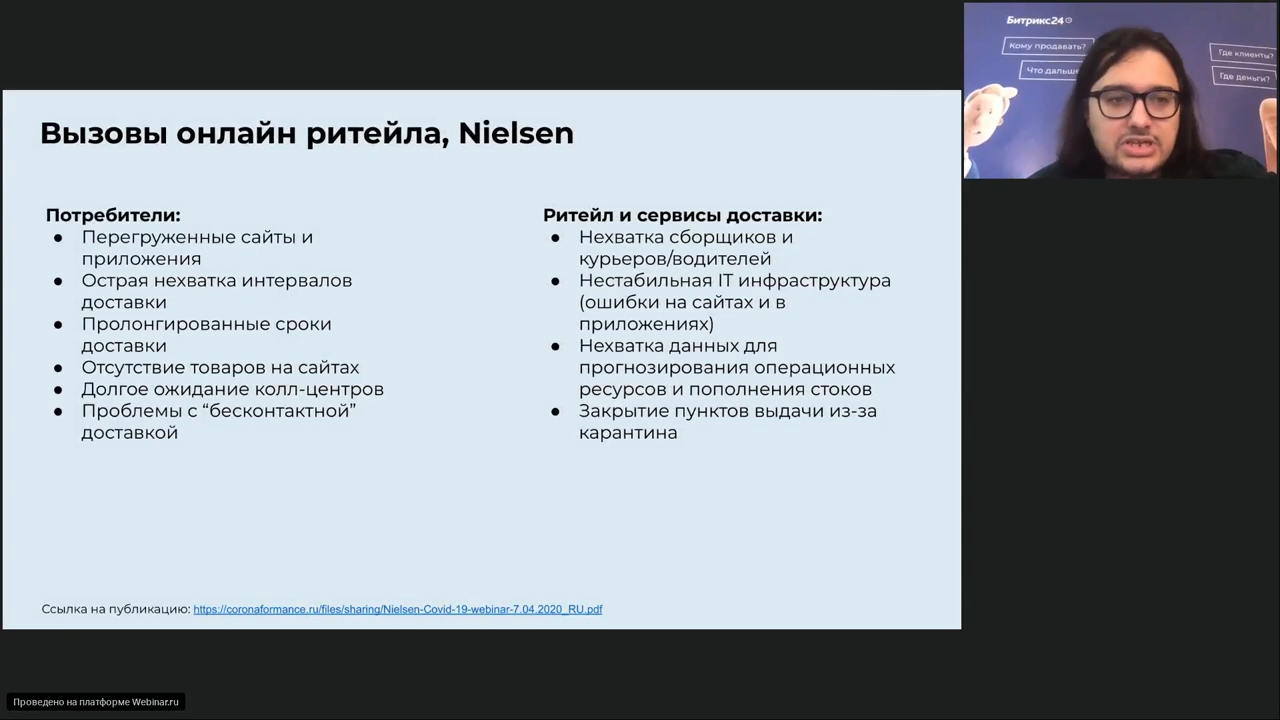 Вызовы онлайн ритейла, Nielsen
Потребители:
● Перегруженные сайты и
приложения
● Острая нехватка интервалов
доставки
● Пролонгированные сроки
доставки
● Отсутствие товаров на сайтах
● Долгое ожидание колл-центров
● Проблемы с “бесконтактной”
доставкой
Ритейл и сервисы доставки:
● Нехватка сборщиков и
курьеров/водителей
● Нестабильная IT инфраструктура
(ошибки на сайтах и в
приложениях)
● Нехватка данных для
прогнозирования операционных
ресурсов и пополнения стоков
● Закрытие пунктов выдачи из-за
карантина
Ссылка на публикацию: https://coronaformance.ru/files/sharing/Nielsen-Covid-19-webinar-7.04.2020_RU.pdf
Битрикс24
Кому продавать?
Что дальше
Где клиенты?
Где деньги?
Проведено на платформе Webinar.ru